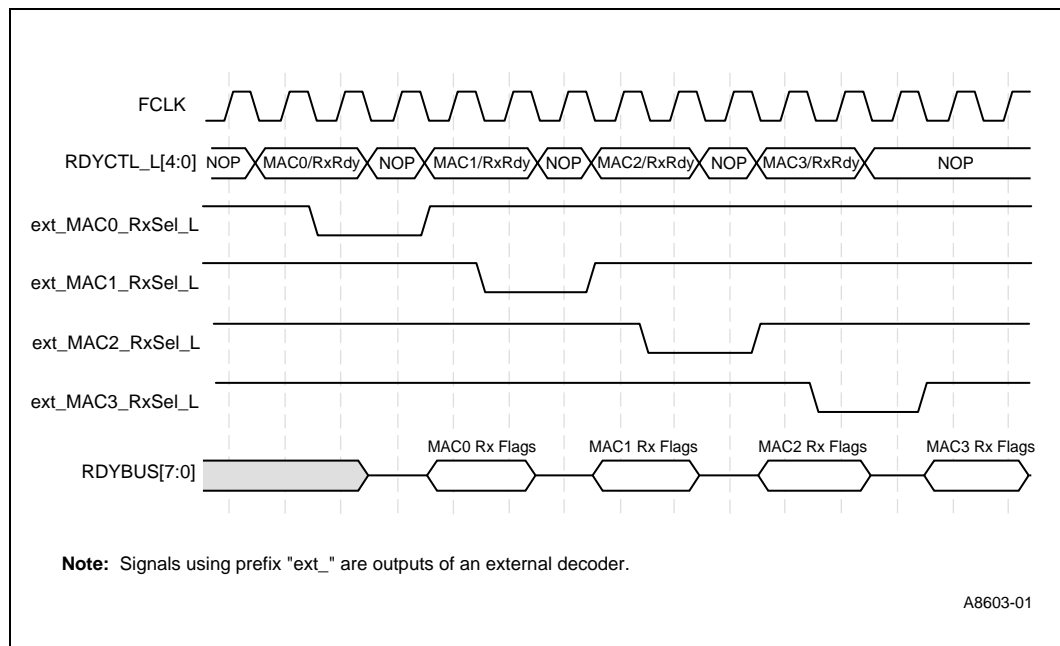 FCLK
RDYCTL_L[4:0] NOP MAC0/RxRdy NOP MAC1/RxRdy NOP MAC2/RxRdy NOP MAC3/RxRdy NOP
ext_MAC0_RxSel_L
ext_MAC1_RxSel_L
ext_MAC2_RxSel_L
ext_MAC3_RxSel_L
MAC0 Rx Flags MAC1 Rx Flags MAC2 Rx Flags MAC3 Rx Flags
RDYBUS[7:0]
Note: Signals using prefix "ext_" are outputs of an external decoder.
A8603-01